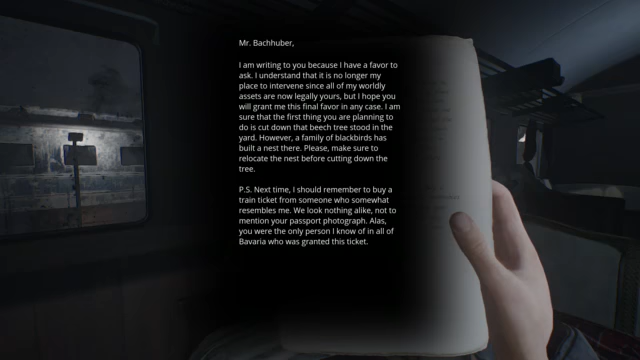 Mr. Bachhuber,
I am writing to you because I have a favor to
ask. I understand that it is no longer my
place to intervene since all of my worldly
assets are now legally yours, but I hope you
will grant me this final favor in any case. I am
sure that the first thing you are planning to
do is cut down that beech tree stood in the
yard. However, a family of blackbirds has
built a nest there. Please, make sure to
relocate the nest before cutting down the
tree.
P.S. Next time, I should remember to buy a
train ticket from someone who somewhat
resembles me. We look nothing alike, not to
mention your passport photograph. Alas,
you were the only person I know of in all of
Bavaria who was granted this ticket.